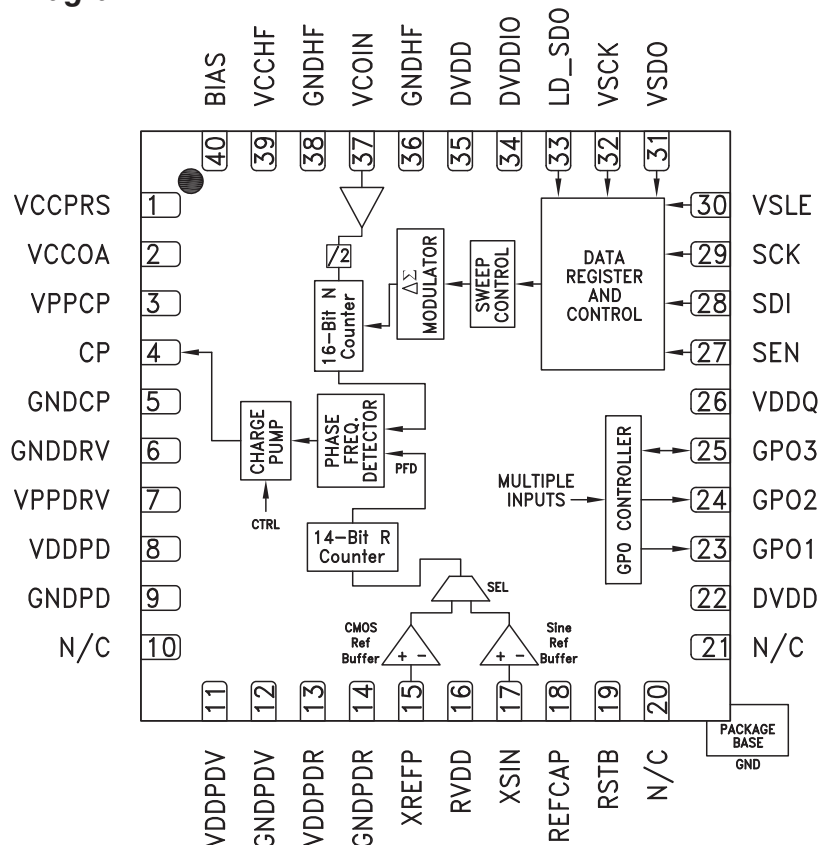 BIAS
VCCHF
GNDHF
VCOIN
GNDHF
DVDD
DVDDIO
LD_SDO
VSCK
VSDO
40
39
38
37
36
35
34
33
32
31
VCCPRS 1
VCCOA 2
VPPCP 3
CP 4
GNDCP 5
GNDDRV 6
VPPDRV 7
VDDPD 8
GNDPD 9
N/C 10
/2
16-Bit N
Counter
ΔΣ
MODULATOR
SWEEP
CONTROL
DATA
REGISTER
AND
CONTROL
30 VSLE
29 SCK
28 SDI
27 SEN
26 VDDQ
25 GPO3
24 GPO2
23 GPO1
22 DVDD
21 N/C
CHARGE
PUMP
CTRL
PHASE
FREQ.
DETECTOR
PFD
MULTIPLE
INPUTS
GPO CONTROLLER
14-Bit R
Counter
SEL
CMOS
Ref
Buffer
+ -
Sine
Ref
Buffer
+ -
11
12
13
14
15
16
17
18
19
20
VDDPDV
GNDPDV
VDDPDR
GNDPDR
XREFP
RVDD
XSIN
REFCAP
RSTB
N/C
PACKAGE
BASE
GND